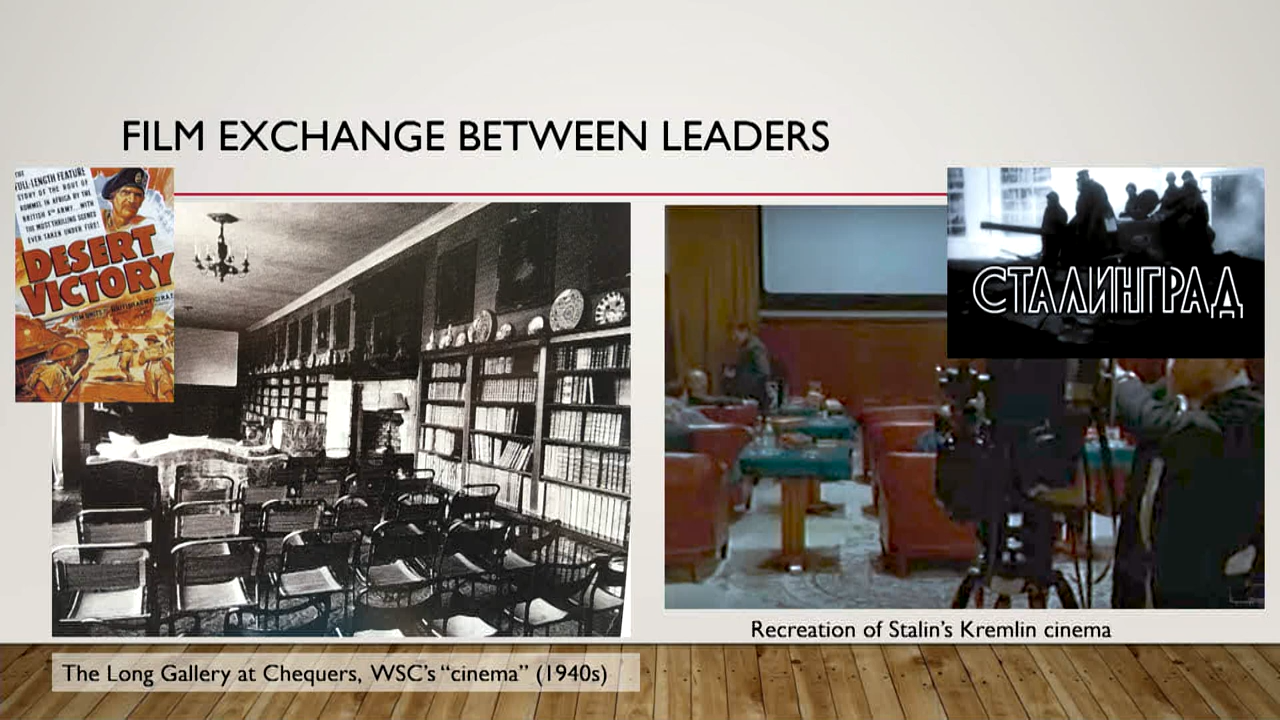 FILM EXCHANGE BETWEEN LEADERS
THE
FULL-LENGTH FEATURE
STORY OF THE ROUT OF
ROMMEL IN AFRICA BY THE
BRITISH 8TH ARMY... WITH
THE MOST THRILLING SCENES
EVER TAKEN UNDER FIRE!
DESERT
VICTORY
СТАЛИНГРАД
Recreation of Stalin's Kremlin cinema
The Long Gallery at Chequers, WSC's “cinema” (1940s)